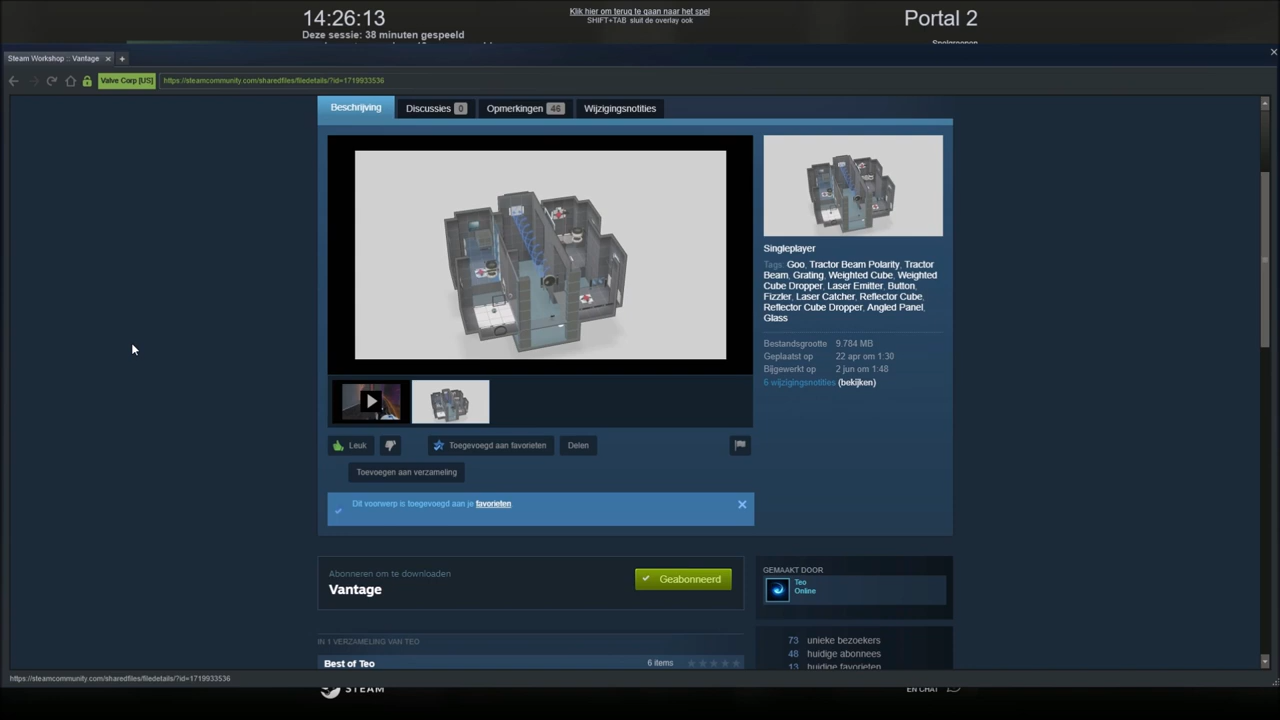 14:26:13
Deze sessie: 38 minuten gespeeld
Klik hier om terug te gaan naar het spel
SHIFT+TAB sluit de overlay ook
Portal 2
Steam Workshop :: Vantage
Valve Corp [US]
https://steamcommunity.com/sharedfiles/filedetails/?id=1719933536
Beschrijving
Discussies 0
Opmerkingen 46
Wijzigingsnotities
Singleplayer
Tags: Goo, Tractor Beam Polarity, Tractor
Beam, Grating, Weighted Cube, Weighted
Cube Dropper, Laser Emitter, Button,
Fizzler, Laser Catcher, Reflector Cube,
Reflector Cube Dropper, Angled Panel,
Glass
Bestandsgrootte 9.784 MB
Geplaatst op 22 apr om 1:30
Bijgewerkt op 2 jun om 1:48
6 wijzigingsnotities (bekijken)
Leuk
Toegevoegd aan favorieten
Delen
Toevoegen aan verzameling
Dit voorwerp is toegevoegd aan je favorieten.
Abonneren om te downloaden
Vantage
Geabonneerd
GEMAAKT DOOR
Teo
Online
IN 1 VERZAMELING VAN TEO
Best of Teo
6 items
73 unieke bezoekers
48 huidige abonnees
13 huidige favorieten
https://steamcommunity.com/sharedfiles/filedetails/?id=1719933536
STEAM
EN CHAT